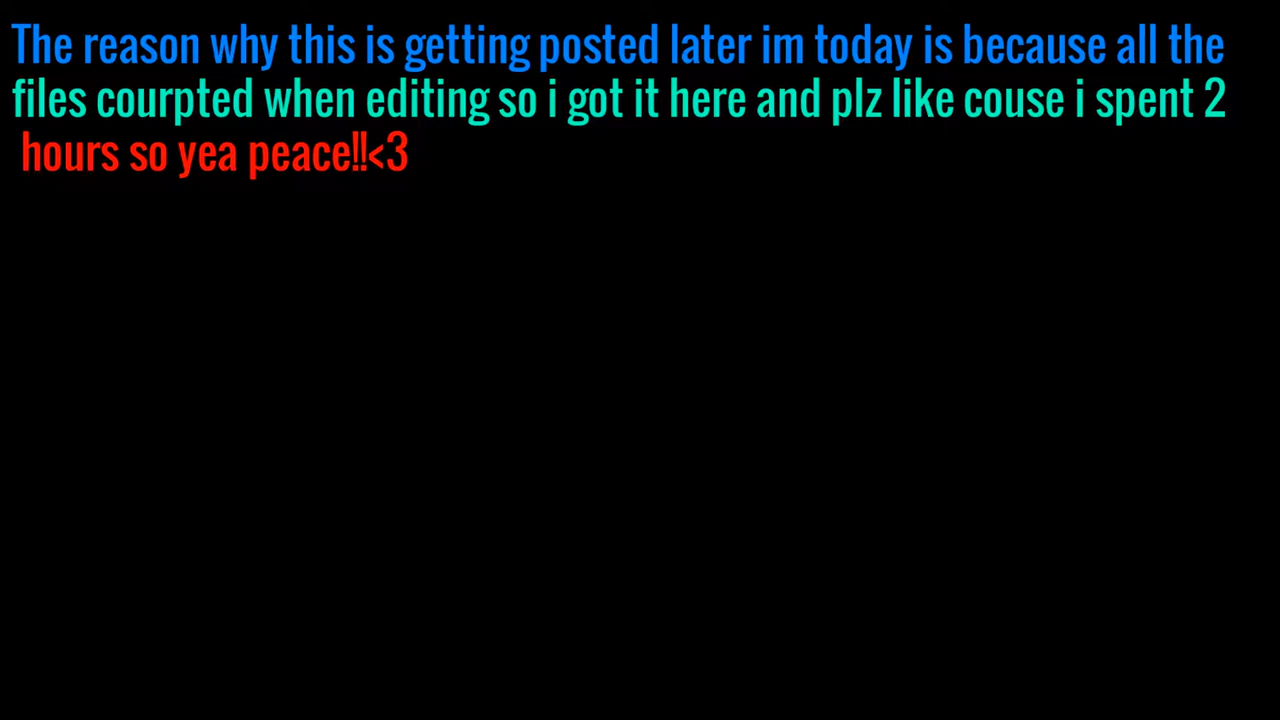 The reason why this is getting posted later im today is because all the
files courpted when editing so i got it here and plz like couse i spent 2
hours so yea peace!!<3